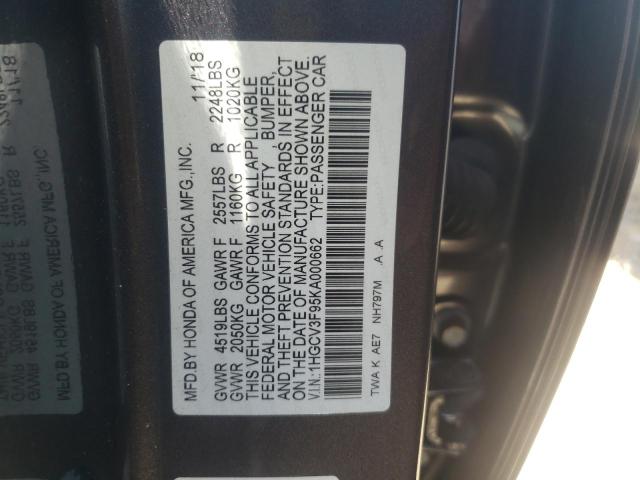 MFD.BY HONDA OF AMERICA MFG.,INC. 11/18
GVWR 4519LBS GAWR F 2557LBS R 2248LBS
GVWR 2050KG GAWR F 1160KG R 1020KG
THIS VEHICLE CONFORMS TO ALL APPLICABLE
FEDERAL MOTOR VEHICLE SAFETY , BUMPER,
AND THEFT PREVENTION STANDARDS IN EFFECT
ON THE DATE OF MANUFACTURE SHOWN ABOVE.
V.I.N.:1HGCV3F95KA000662 TYPE:PASSENGER CAR
TWA K AE7 NH797M .A .A